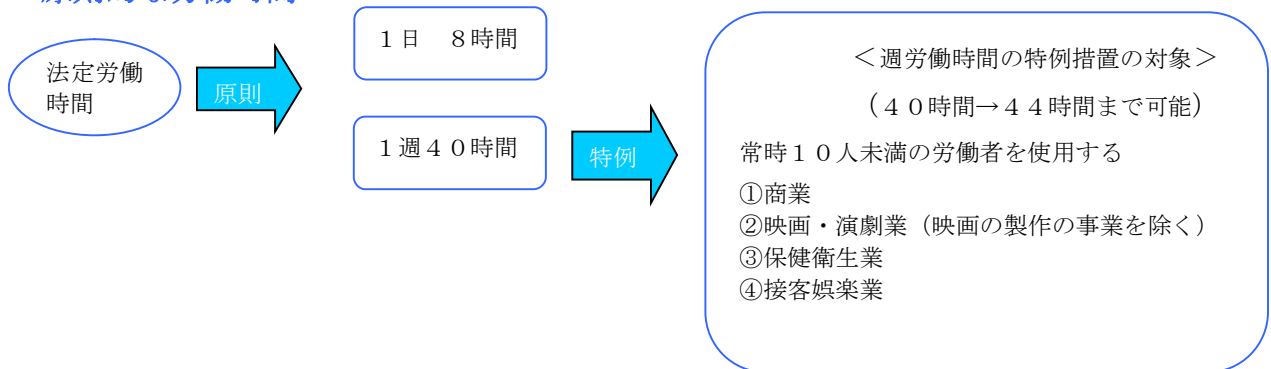 法定労働
時間
原則
１日　８時間
１週４０時間
特例
＜週労働時間の特例措置の対象＞
（４０時間→４４時間まで可能）
常時１０人未満の労働者を使用する
①商業
②映画・演劇業（映画の製作の事業を除く）
③保健衛生業
④接客娯楽業